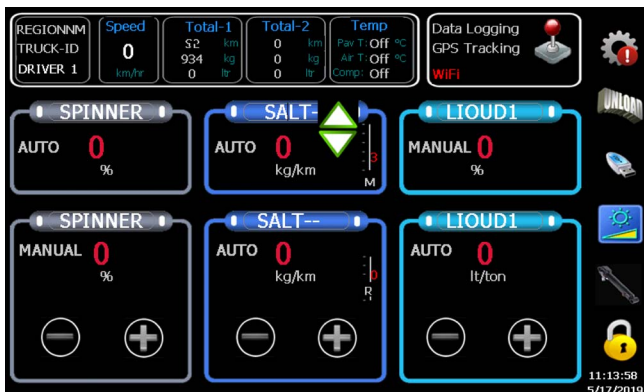 REGIONNM
TRUCK-ID
DRIVER 1
Speed
0
km/hr
Total-1
52 km
934 kg
0 ltr
Total-2
0 km
0 kg
0 ltr
Temp
Pav T: Off °C
Air T: Off °C
Comp: Off
Data Logging
GPS Tracking
WiFi
SPINNER
AUTO 0
%
SALT-
AUTO 0
kg/km
3
M
LIOUD1
MANUAL 0
%
UNLOAD
SPINNER
MANUAL 0
%
SALT--
AUTO 0
kg/km
0
R
LIOUD1
AUTO 0
lt/ton
11:13:58
5/17/2019